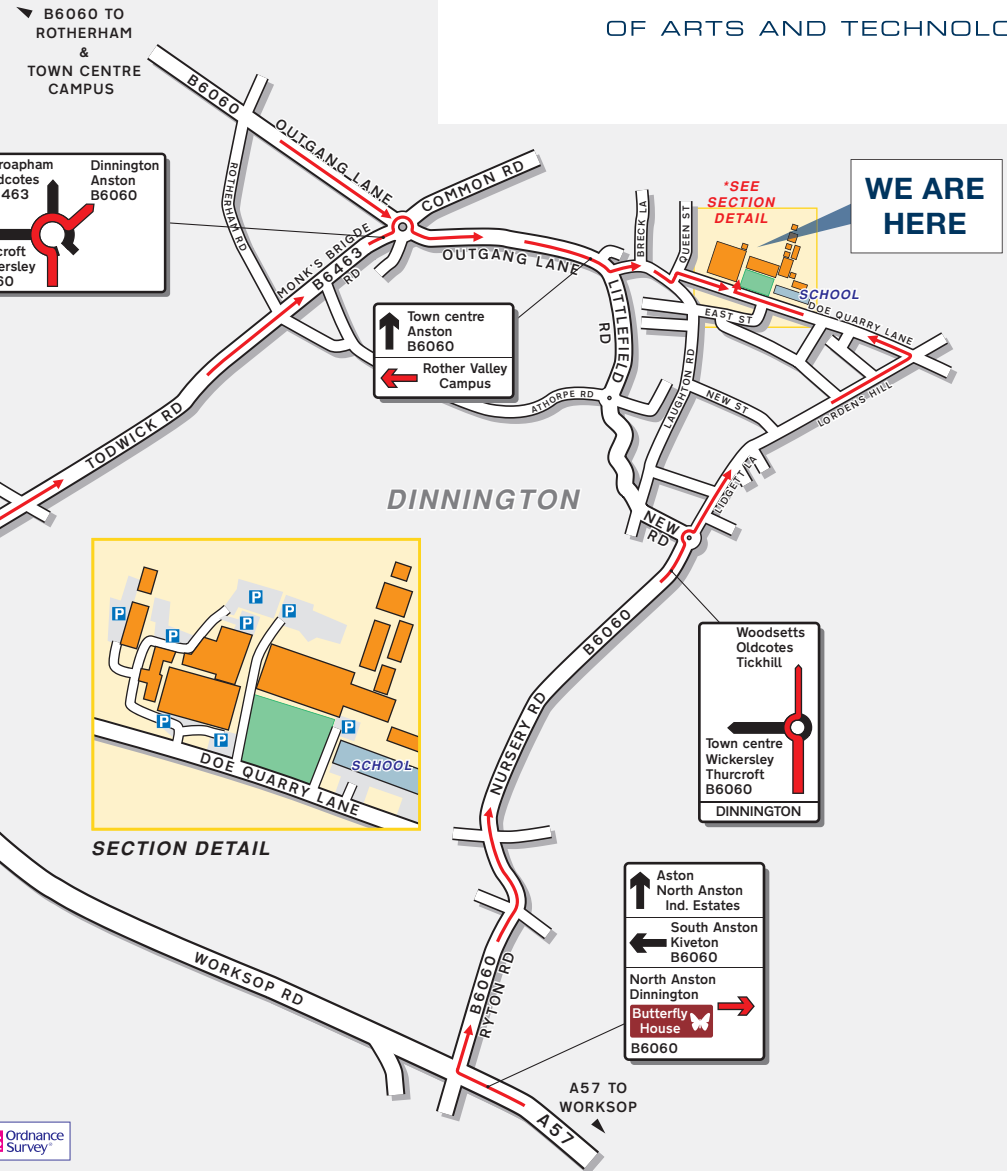 B6060 TO
ROTHERHAM
&
TOWN CENTRE
CAMPUS
OF ARTS AND
B6060
OUTGANG LANE
COMMON RD
ROTHERHAM RD
Dinnington
Anston
B6060
MONK'S BRIGDE
B6463
RD
OUTGANG LANE
BRECK LA
QUEEN ST
*SEE
SECTION
DETAIL
WE ARE
HERE
SCHOOL
DOE QUARRY LANE
EAST ST
LITTLEFIELD
RD
Town centre
Anston
B6060
Rother Valley
Campus
ATHORPE RD
LAUGHTON RD
NEW ST
LORDENS HILL
TODWICK RD
LIDGETT LA
DINNINGTON
NEW
RD
B6060
NURSERY RD
Woodsetts
Oldcotes
Tickhill
Town centre
Wickersley
Thurcroft
B6060
DINNINGTON
P
P
P
P
P
P
P
P
SCHOOL
DOE QUARRY LANE
SECTION DETAIL
Aston
North Anston
Ind. Estates
South Anston
Kiveton
B6060
North Anston
Dinnington
Butterfly
House
B6060
WORKSOP RD
B6060
RYTON RD
A57 TO
WORKSOP
A57
Ordnance
Survey®